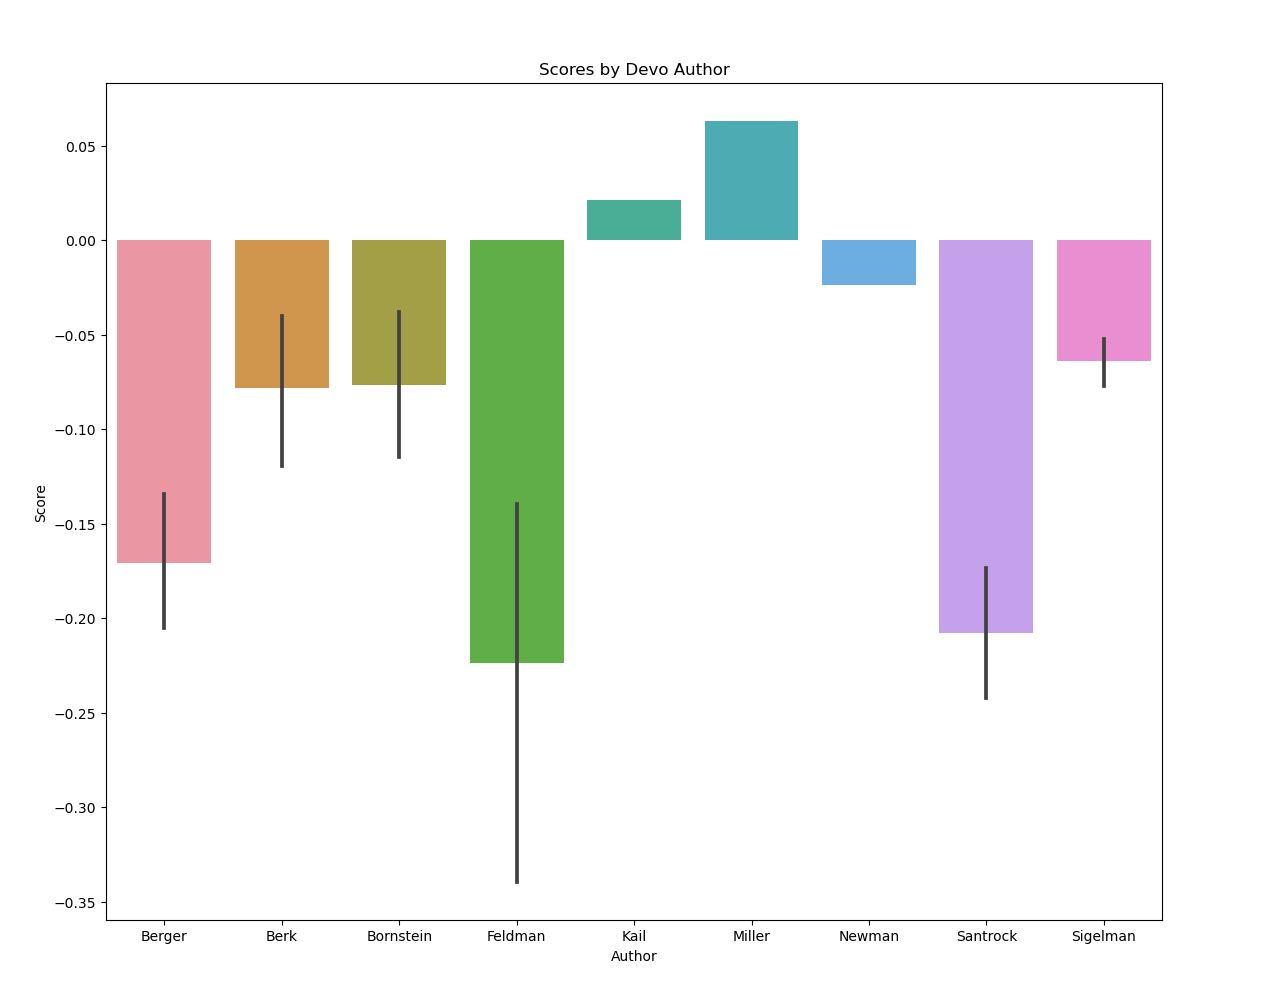 Scores by Devo Author
0.05
0.00
−0.05
−0.10
−0.15
−0.20
−0.25
−0.30
−0.35
Score
Berger Berk Bornstein Feldman Kail Miller Newman Santrock Sigelman
Author